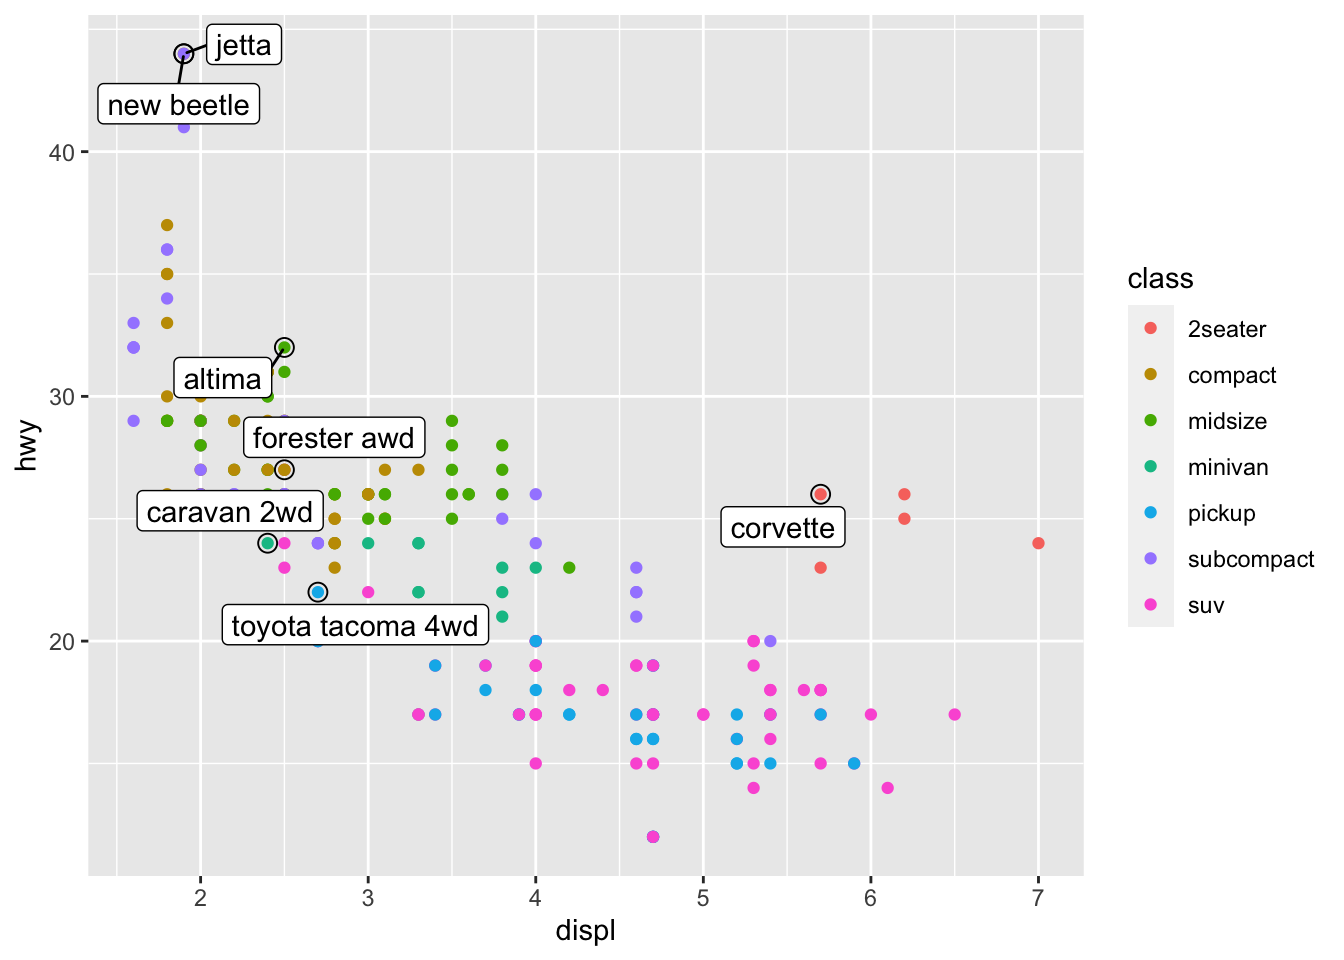 jetta
new beetle
altima
forester awd
caravan 2wd
corvette
toyota tacoma 4wd
40
30
20
hwy
2 3 4 5 6 7
displ
class
2seater
compact
midsize
minivan
pickup
subcompact
suv